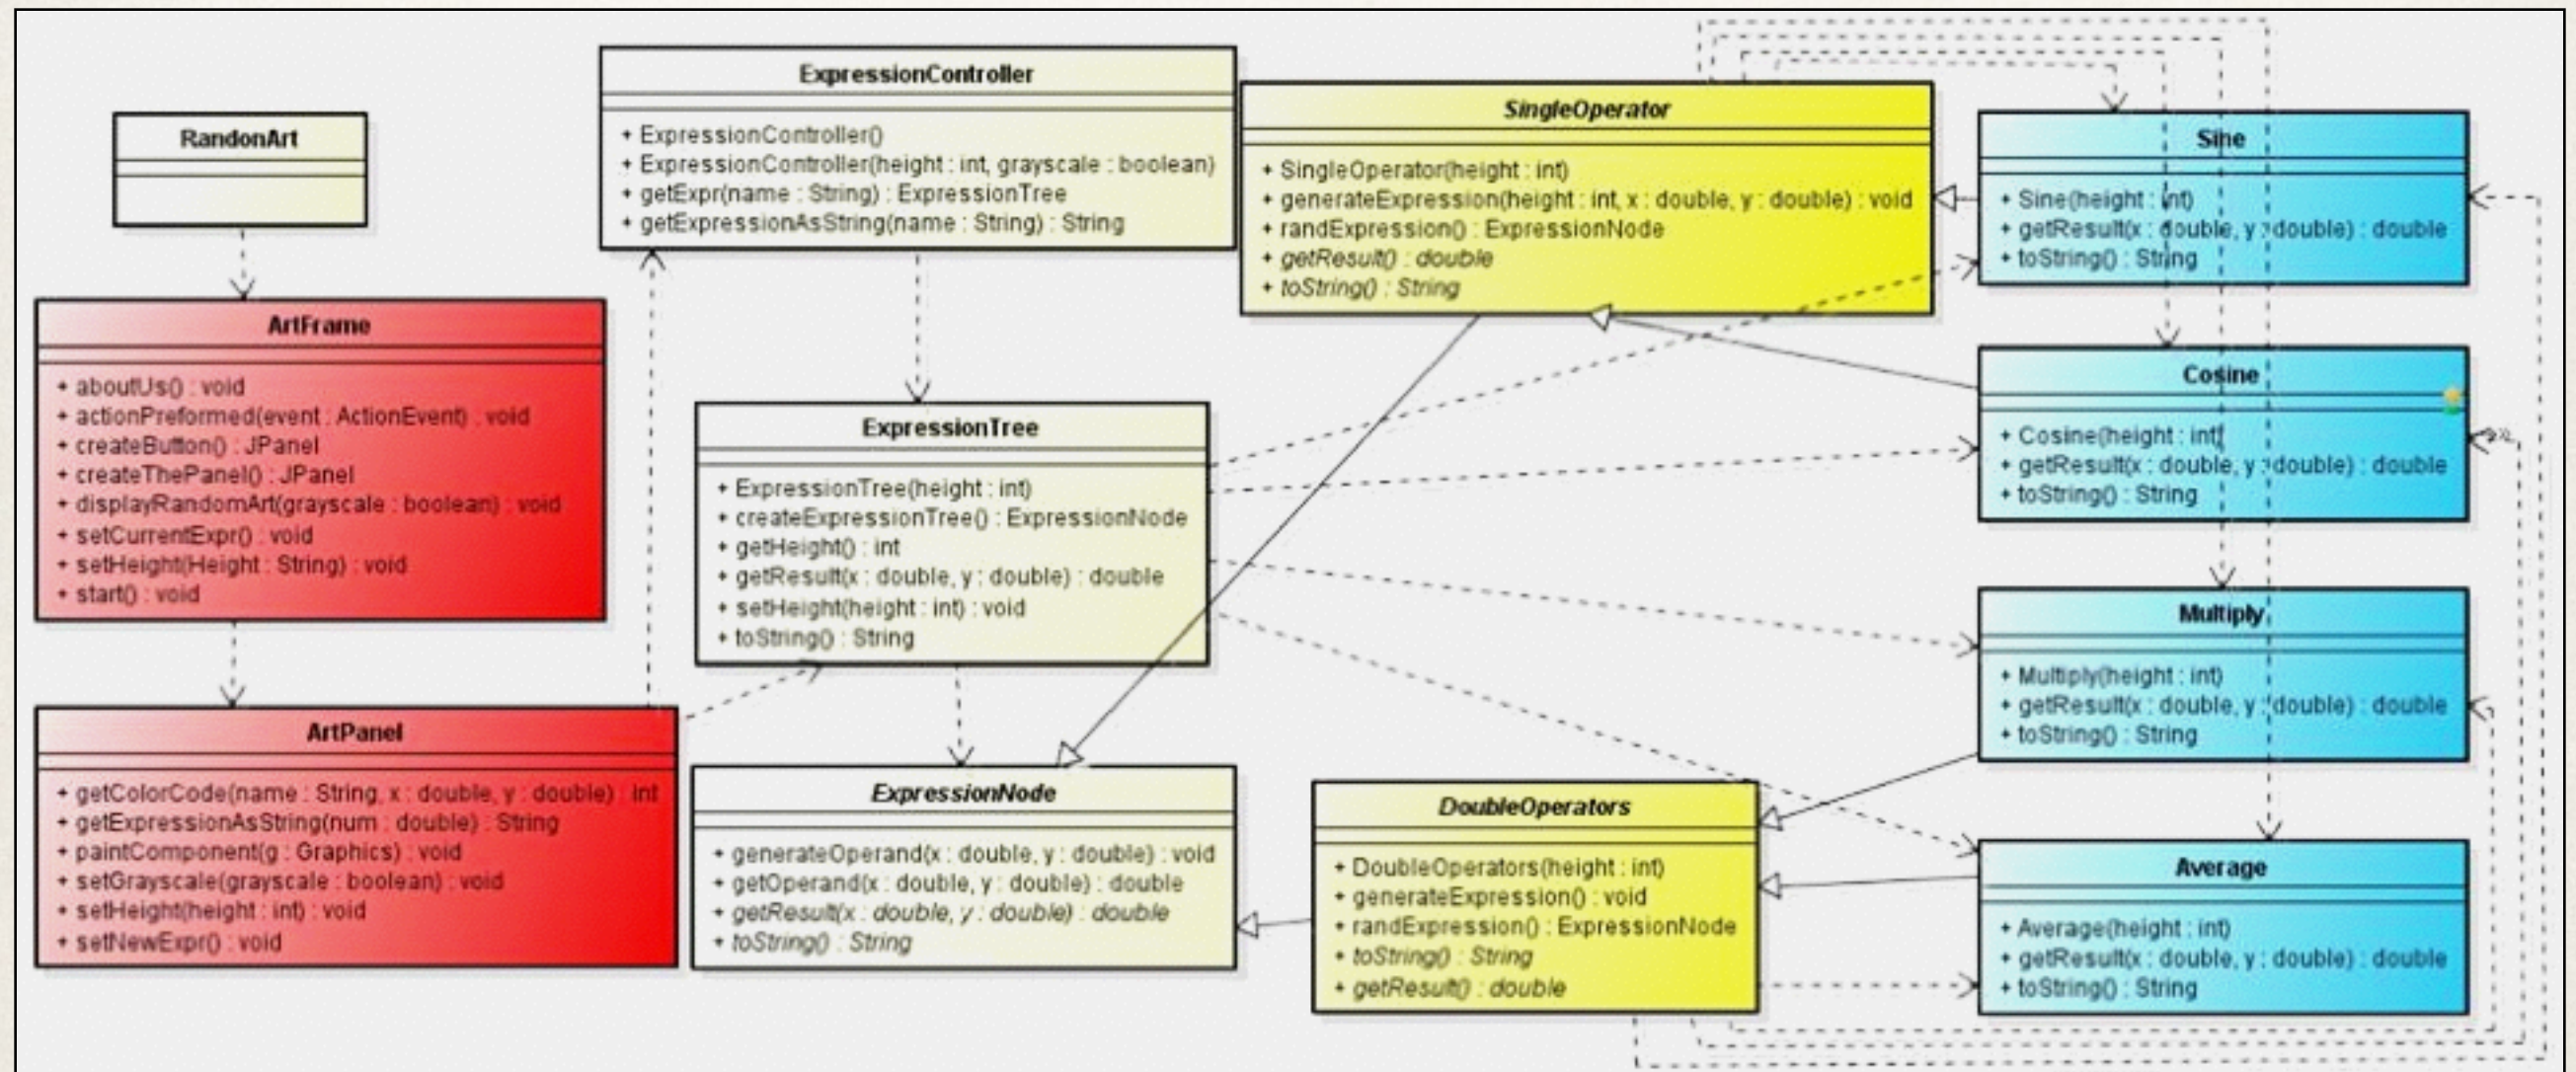 RandonArt
ArtFrame
+ aboutUs() : void
+ actionPreformed(event : ActionEvent) : void
+ createButton() : JPanel
+ createThePanel() : JPanel
+ displayRandomArt(grayscale : boolean) : void
+ setCurrentExpr() : void
+ setHeight(Height : String) : void
+ start() : void
ArtPanel
+ getColorCode(name : String, x : double, y : double) : int
+ getExpressionAsString(num : double) : String
+ paintComponent(g : Graphics) : void
+ setGrayscale(grayscale : boolean) : void
+ setHeight(height : int) : void
+ setNewExpr() : void
ExpressionController
+ ExpressionController()
+ ExpressionController(height : int, grayscale : boolean)
+ getExpr(name : String) : ExpressionTree
+ getExpressionAsString(name : String) : String
ExpressionTree
+ ExpressionTree(height : int)
+ createExpressionTree() : ExpressionNode
+ getHeight() : int
+ getResult(x : double, y : double) : double
+ setHeight(height : int) : void
+ toString() : String
ExpressionNode
+ generateOperand(x : double, y : double) : void
+ getOperand(x : double, y : double) : double
+ getResult(x : double, y : double) : double
+ toString() : String
SingleOperator
+ SingleOperator(height : int)
+ generateExpression(height : int, x : double, y : double) : void
+ randExpression() : ExpressionNode
+ getResult() : double
+ toString() : String
DoubleOperators
+ DoubleOperators(height : int)
+ generateExpression() : void
+ randExpression() : ExpressionNode
+ toString() : String
+ getResult() : double
Sine
+ Sine(height : int)
+ getResult(x : double, y : double) : double
+ toString() : String
Cosine
+ Cosine(height : int)
+ getResult(x : double, y : double) : double
+ toString() : String
Multiply
+ Multiply(height : int)
+ getResult(x : double, y : double) : double
+ toString() : String
Average
+ Average(height : int)
+ getResult(x : double, y : double) : double
+ toString() : String